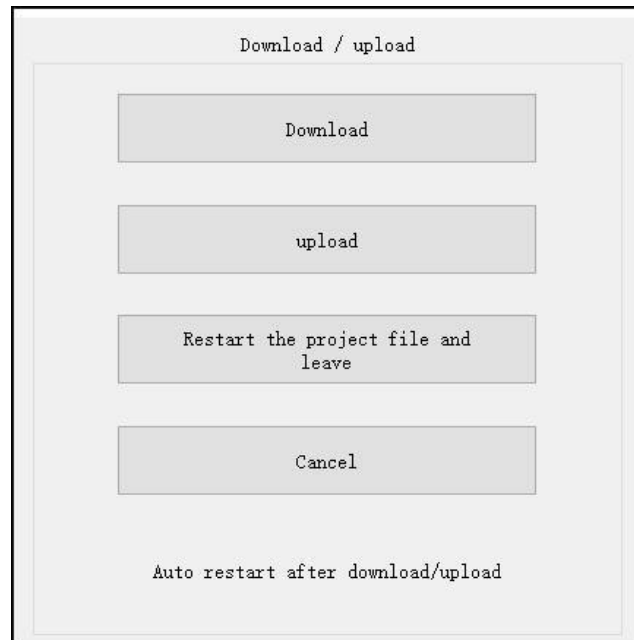 Download / upload
Download
upload
Restart the project file and
leave
Cancel
Auto restart after download/upload